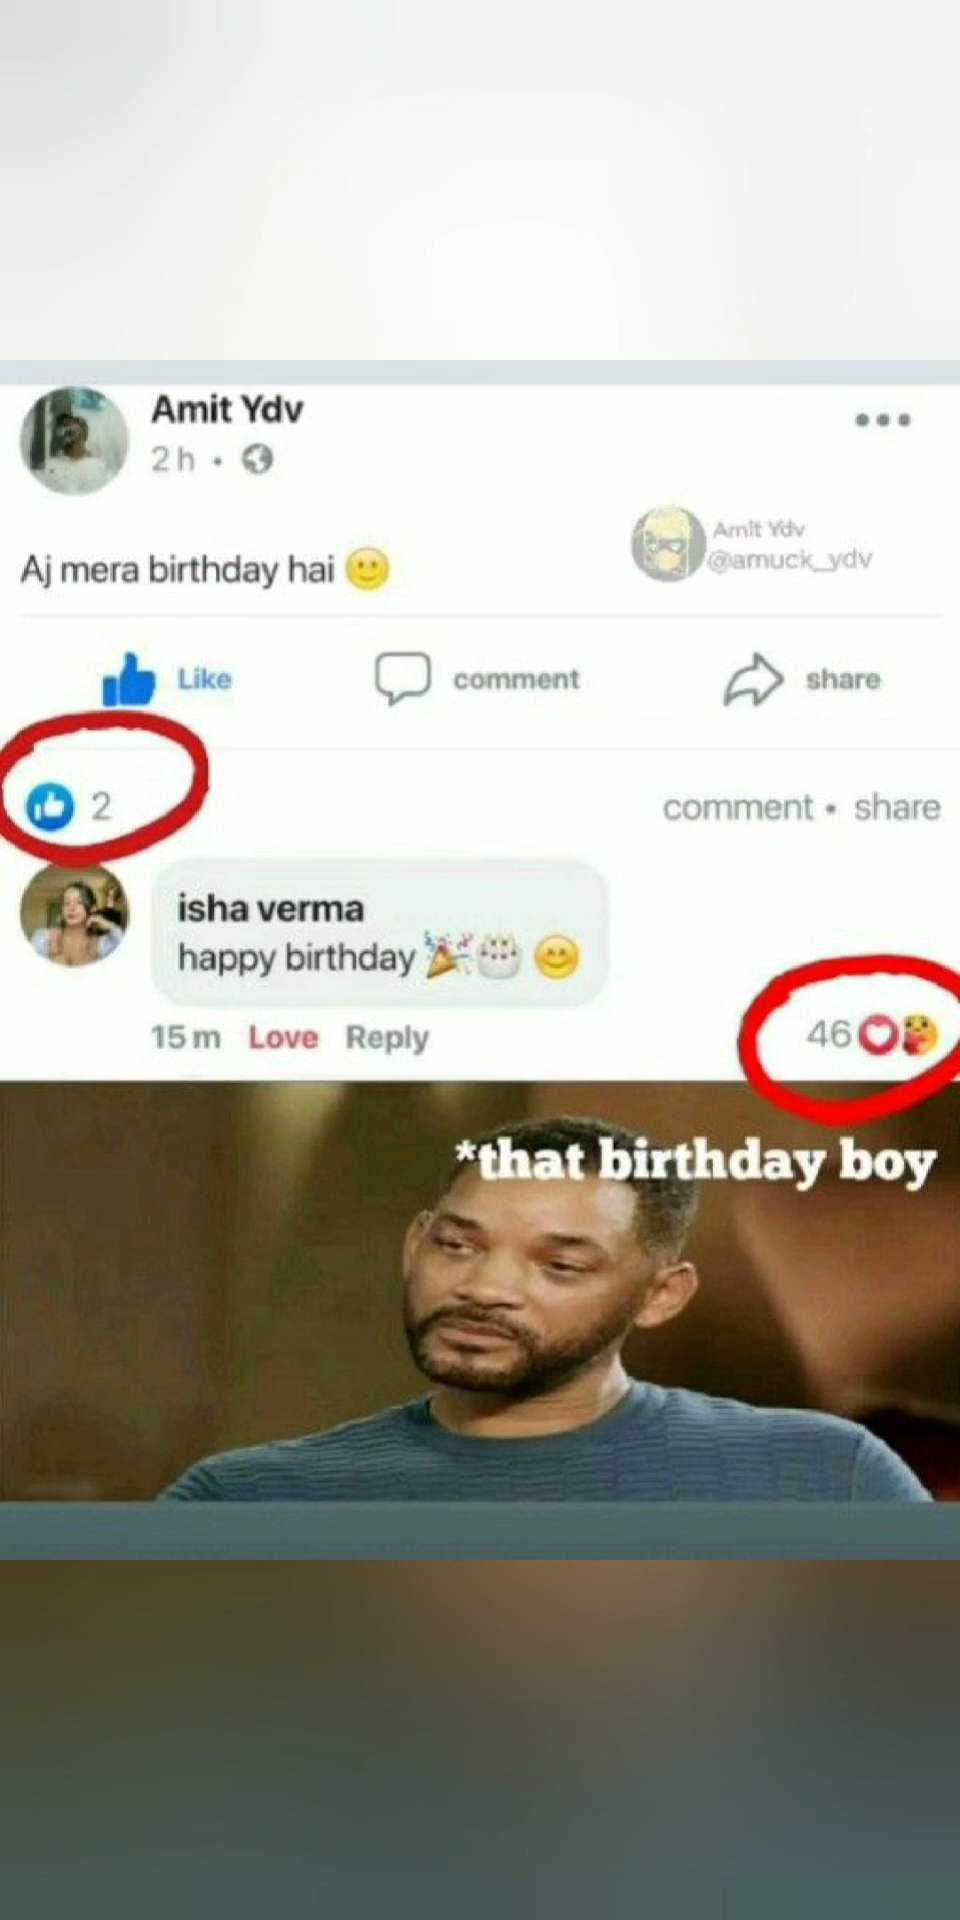 Amit Ydv
2 h •
Aj mera birthday hai 🙂
Amit Ydv
@amuck_ydv
Like comment share
2 comment • share
isha verma
happy birthday 🎉🎂😊
15 m Love Reply 46
*that birthday boy